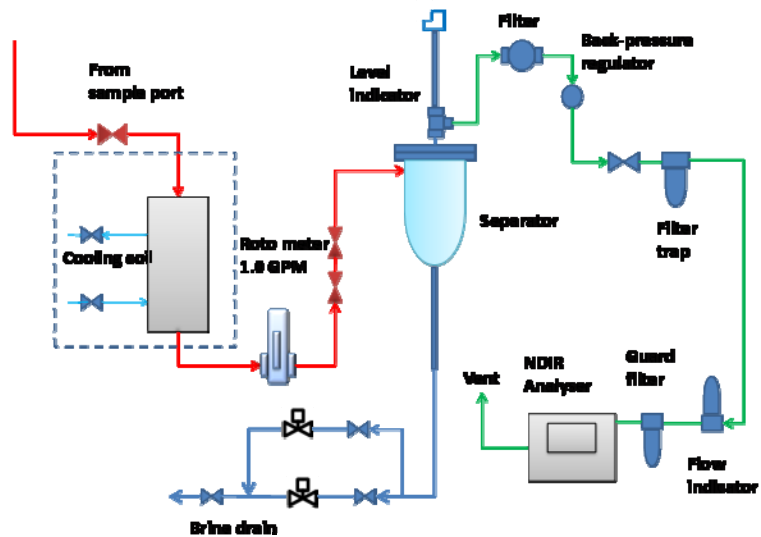 From
sample port
Level
indicator
Filter
Back-pressure
regulator
Cooling coil
Roto meter
1.0 GPM
Separator
Filter
trap
Vent
NDIR
Analyser
Guard
filter
Flow
indicator
Brine drain